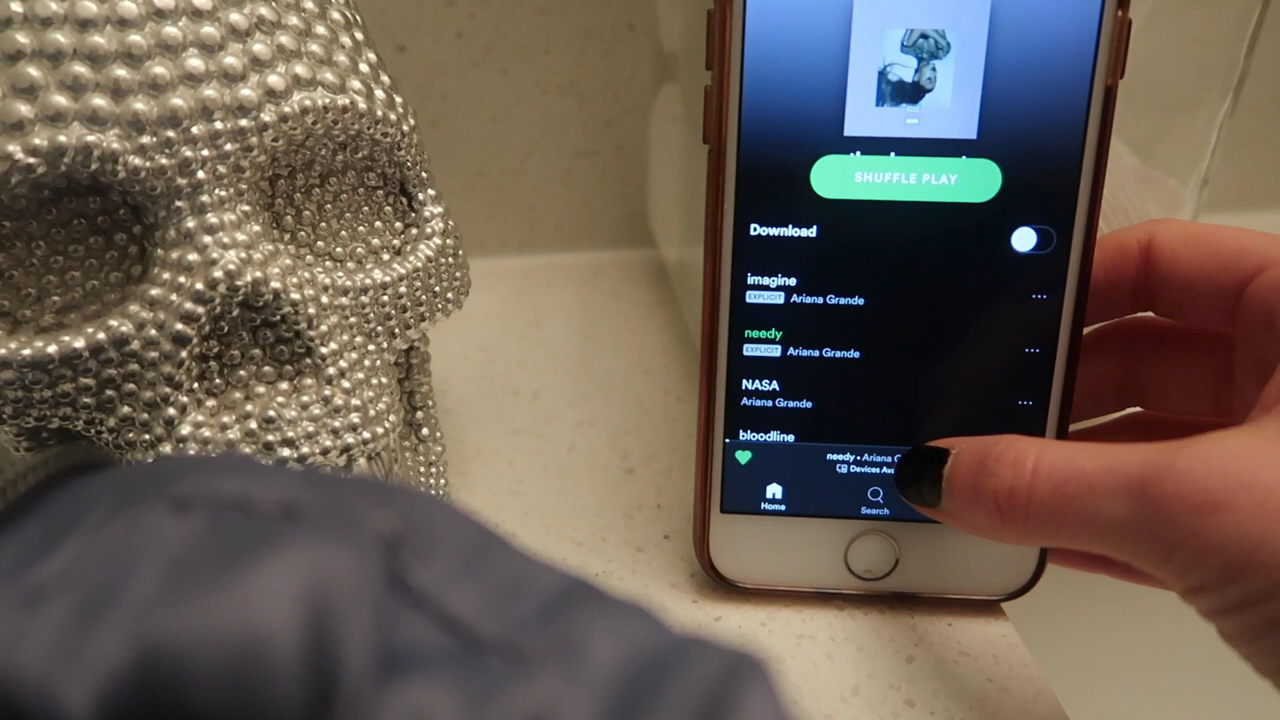 SHUFFLE PLAY
Download
imagine
EXPLICIT Ariana Grande
needy
EXPLICIT Ariana Grande
NASA
Ariana Grande
bloodline
needy • Ariana
Devices
Home
Search